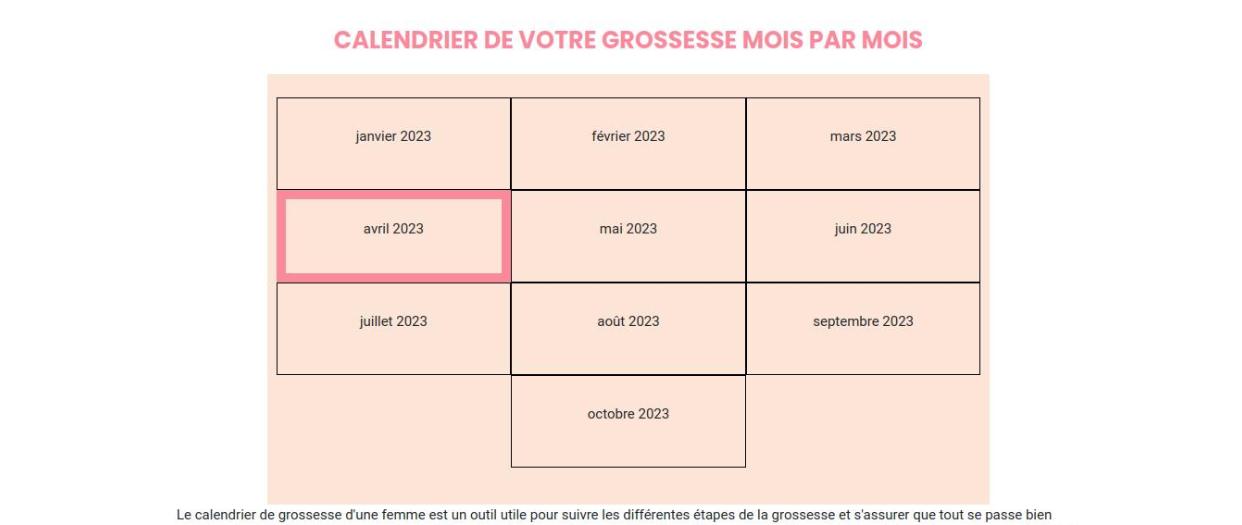 CALENDRIER DE VOTRE GROSSESSE MOIS PAR MOIS
janvier 2023
février 2023
mars 2023
avril 2023
mai 2023
juin 2023
juillet 2023
août 2023
septembre 2023
octobre 2023
Le calendrier de grossesse d'une femme est un outil utile pour suivre les différentes étapes de la grossesse et s'assurer que tout se passe bien